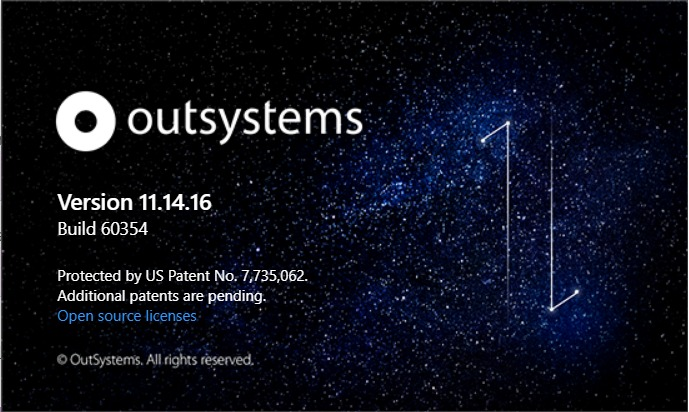 outsystems
Version 11.14.16
Build 60354
Protected by US Patent No. 7,735,062.
Additional patents are pending.
Open source licenses
© OutSystems. All rights reserved.